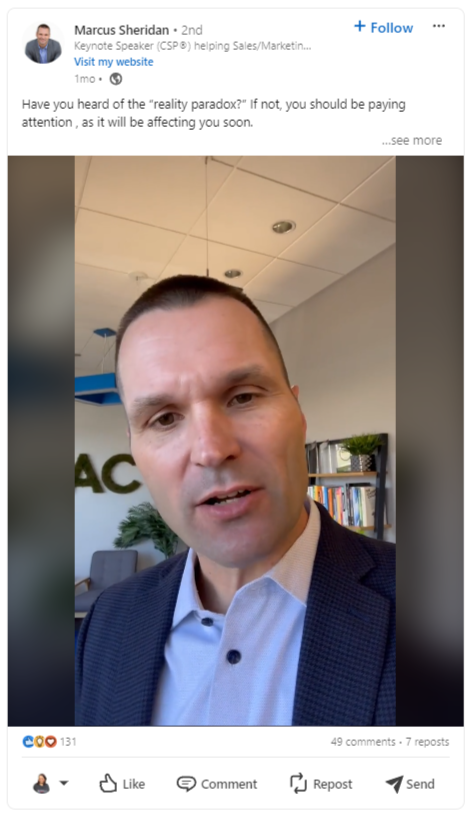 Marcus Sheridan • 2nd
+ Follow
Keynote Speaker (CSP®) helping Sales/Marketin...
Visit my website
1mo •
Have you heard of the "reality paradox?" If not, you should be paying
attention , as it will be affecting you soon.
...see more
AC
131
49 comments • 7 reposts
Like
Comment
Repost
Send